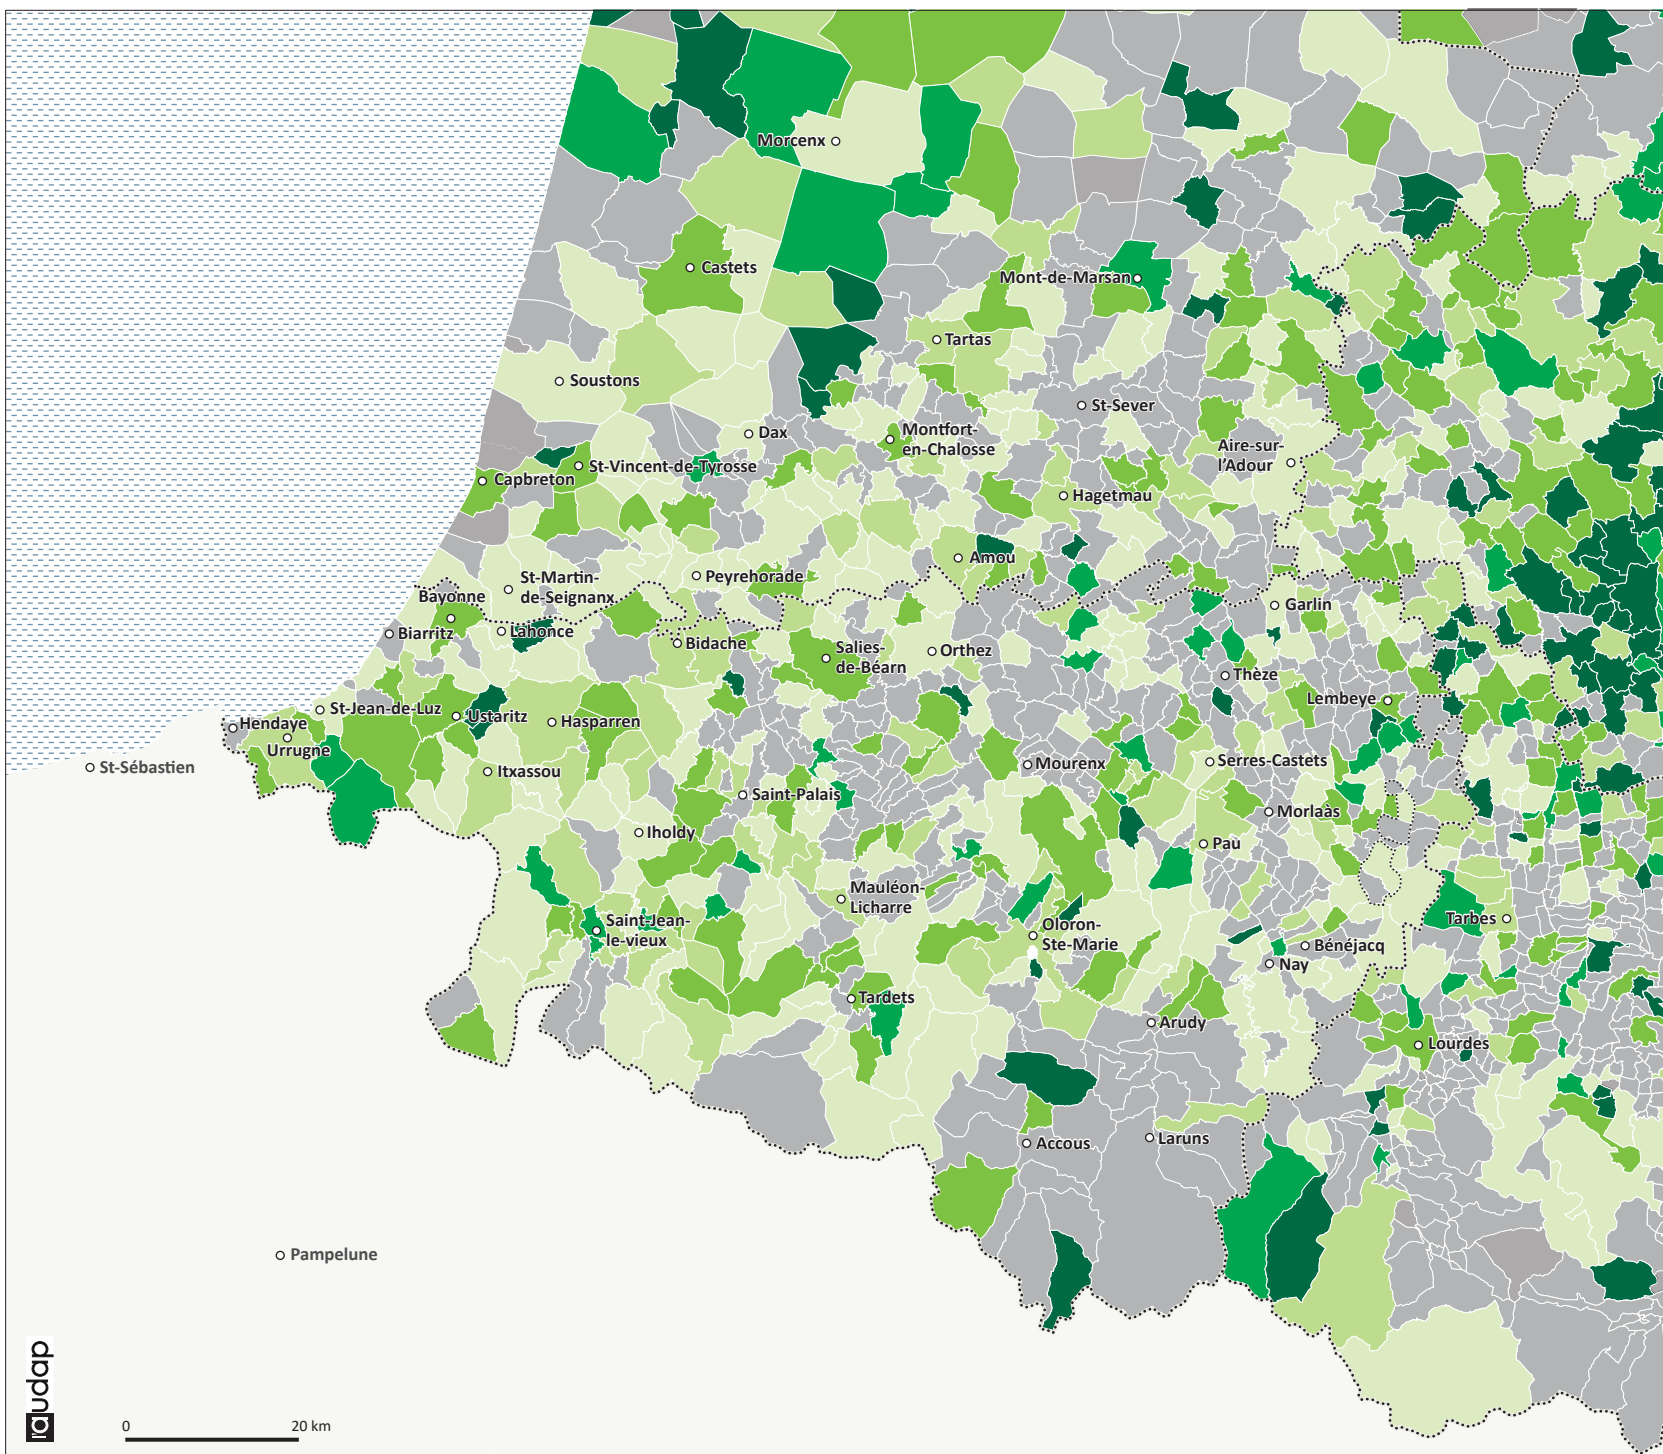 Morcenx
Castets
Mont-de-Marsan
Tartas
Soustons
St-Sever
Dax
Montfort-
en-Chalosse
Aire-sur-
l'Adour
St-Vincent-de-Tyrosse
Capbreton
Hagetmau
Amou
St-Martin-
de-Seignanx
Peyrehorade
Bayonne
Garlin
Biarritz
Lahonce
Bidache
Salies-
de-Béarn
Orthez
Thèze
Lembeye
St-Jean-de-Luz
Ustaritz
Hasparren
Hendaye
Urrugne
St-Sébastien
Itxassou
Mourenx
Serres-Castets
Saint-Palais
Morlaàs
Iholdy
Pau
Mauléon-
Licharre
Tarbes
Saint-Jean-
le-vieux
Oloron-
Ste-Marie
Bénéjacq
Nay
Tardets
Arudy
Lourdes
Accous
Laruns
Pampelune
l'audap
0 20 km